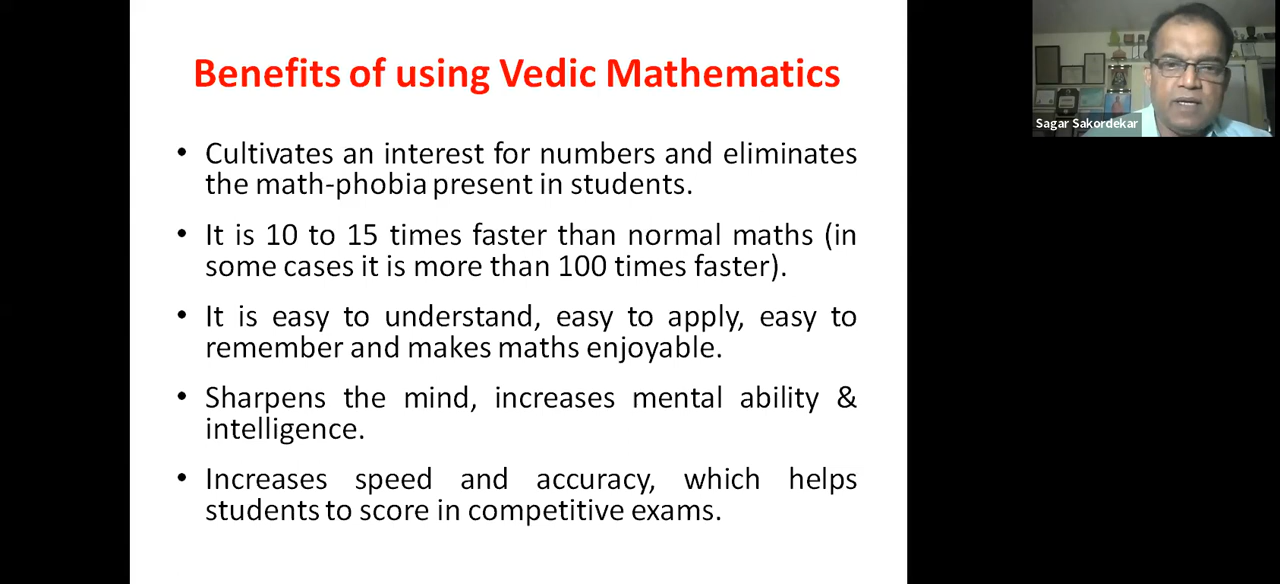 Benefits of using Vedic Mathematics
• Cultivates an interest for numbers and eliminates
the math-phobia present in students.
• It is 10 to 15 times faster than normal maths (in
some cases it is more than 100 times faster).
• It is easy to understand, easy to apply, easy to
remember and makes maths enjoyable.
• Sharpens the mind, increases mental ability &
intelligence.
• Increases speed and accuracy, which helps
students to score in competitive exams.
Sagar Sakordekar